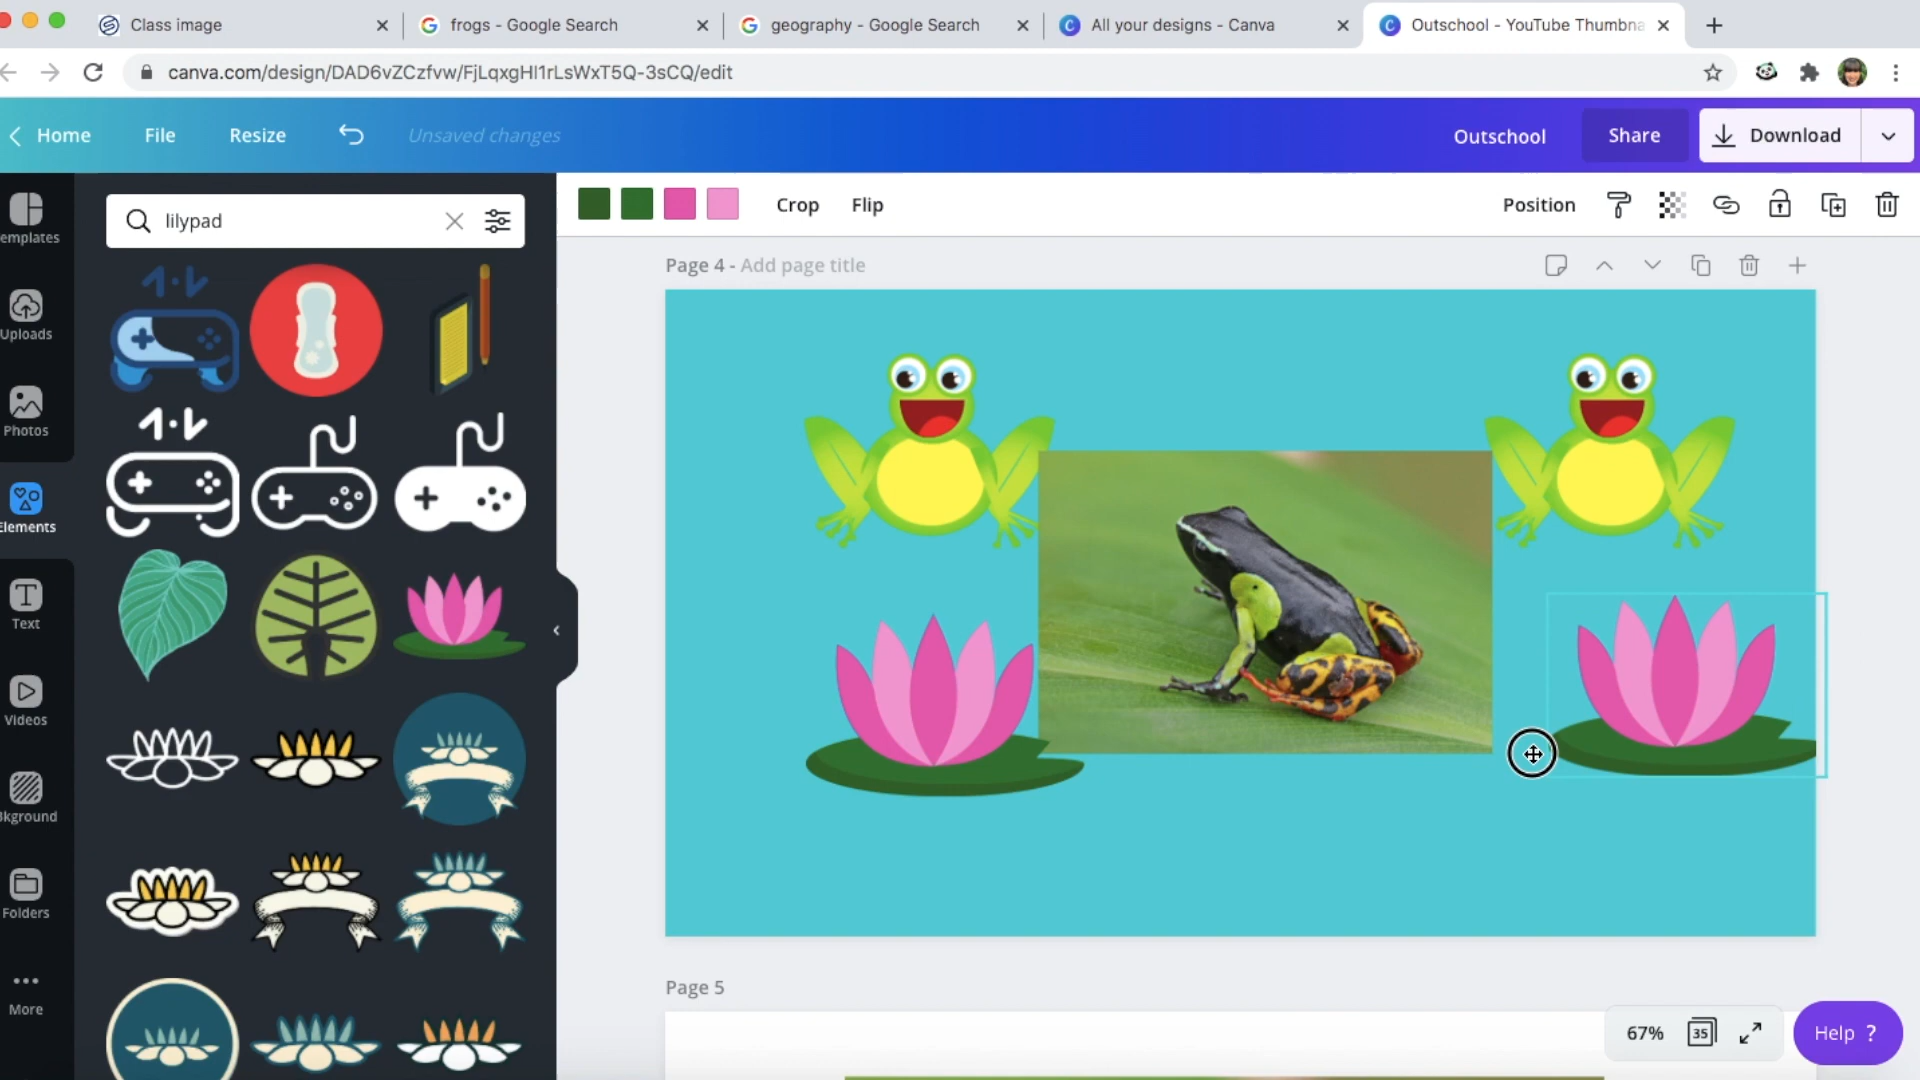 Class image
frogs - Google Search
geography - Google Search
All your designs - Canva
Outschool - YouTube Thumbna
canva.com/design/DAD6vZCzfvw/FjLqxgHl1rLsWxT5Q-3sCQ/edit
Home
File
Resize
Unsaved changes
Outschool
Share
Download
lilypad
Crop
Flip
Position
emplates
Uploads
Photos
Elements
Text
Videos
Bkground
Folders
More
Page 4 - Add page title
Page 5
67%
35
Help ?